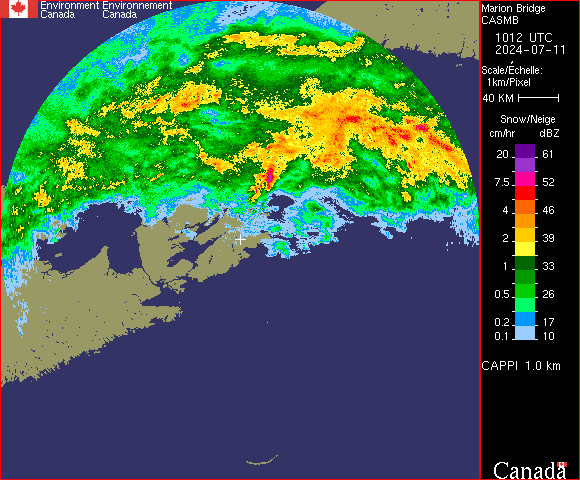 Environment Environnement
Canada Canada
Marion Bridge
CASMB
1012 UTC
2024-07-11
Scale/Échelle:
1km/Pixel
40 KM
Snow/Neige
cm/hr dBZ
20 61
7.5 52
4 46
2 39
1 33
0.5 26
0.2 17
0.1 10
CAPPI 1.0 km
Canada